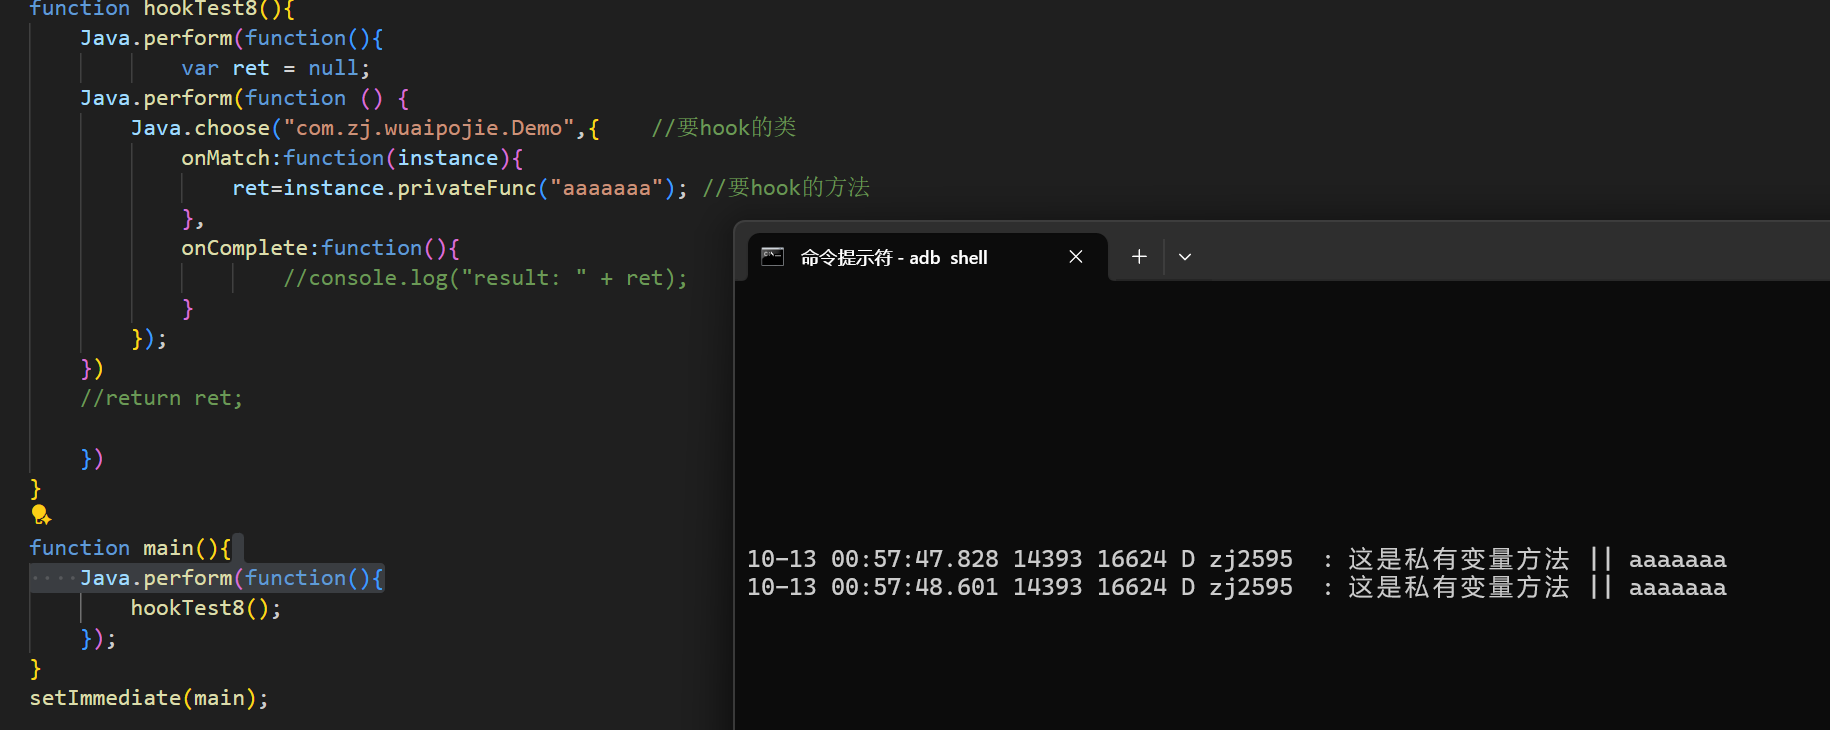 function hookTest8(){
    Java.perform(function(){
            var ret = null;
    Java.perform(function () {
        Java.choose("com.zj.wuaipojie.Demo",{    //要hook的类
            onMatch:function(instance){
                ret=instance.privateFunc("aaaaaaa"); //要hook的方法
            },
            onComplete:function(){
                    //console.log("result: " + ret);
            }
        });
    })
    //return ret;
    })
}
function main(){
    Java.perform(function(){
        hookTest8();
    });
}
setImmediate(main);
命令提示符 - adb  shell
10-13 00:57:47.828 14393 16624 D zj2595  : 这是私有变量方法 || aaaaaaa
10-13 00:57:48.601 14393 16624 D zj2595  : 这是私有变量方法 || aaaaaaa